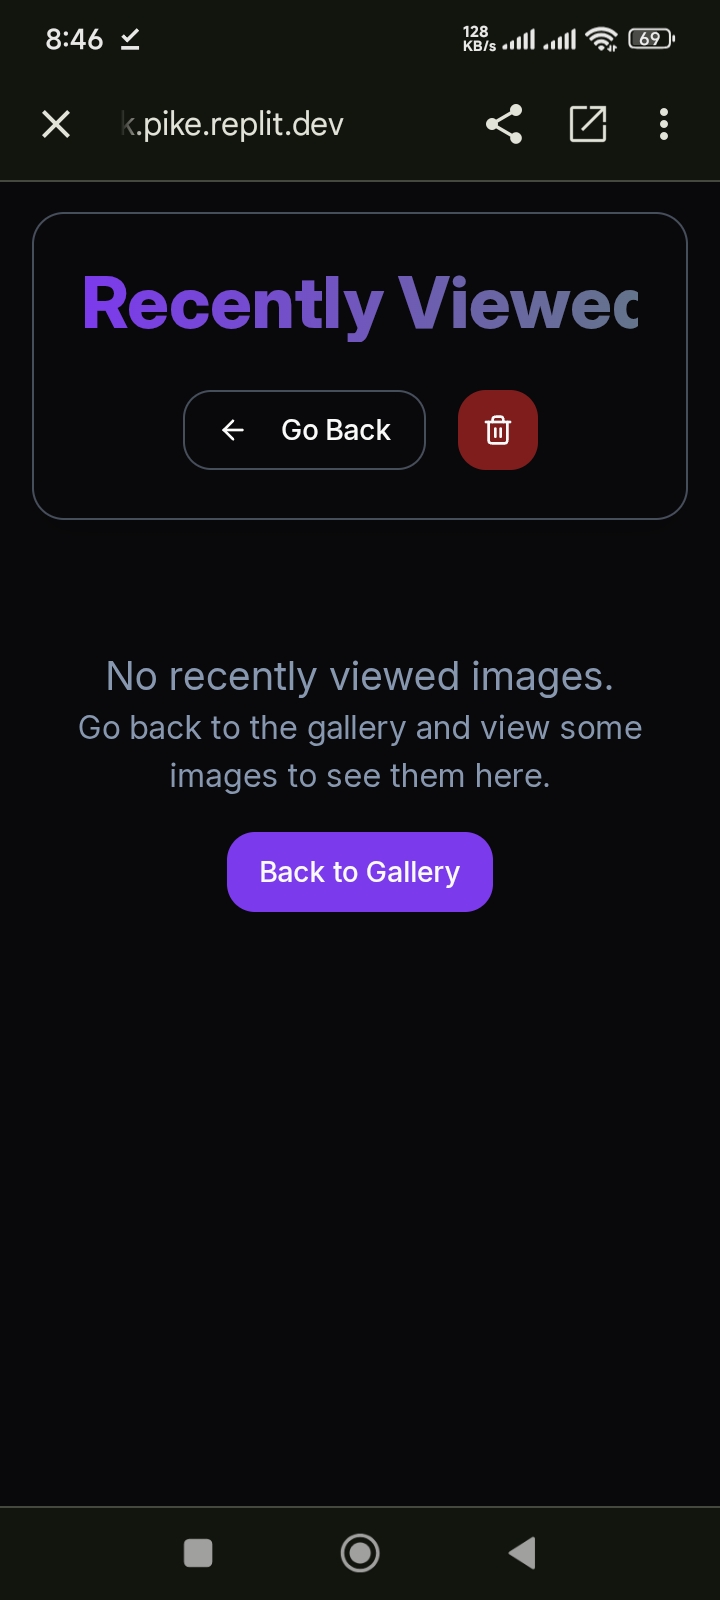 8:46
128
KB/s
69
k.pike.replit.dev
Recently Viewed
Go Back
No recently viewed images.
Go back to the gallery and view some
images to see them here.
Back to Gallery